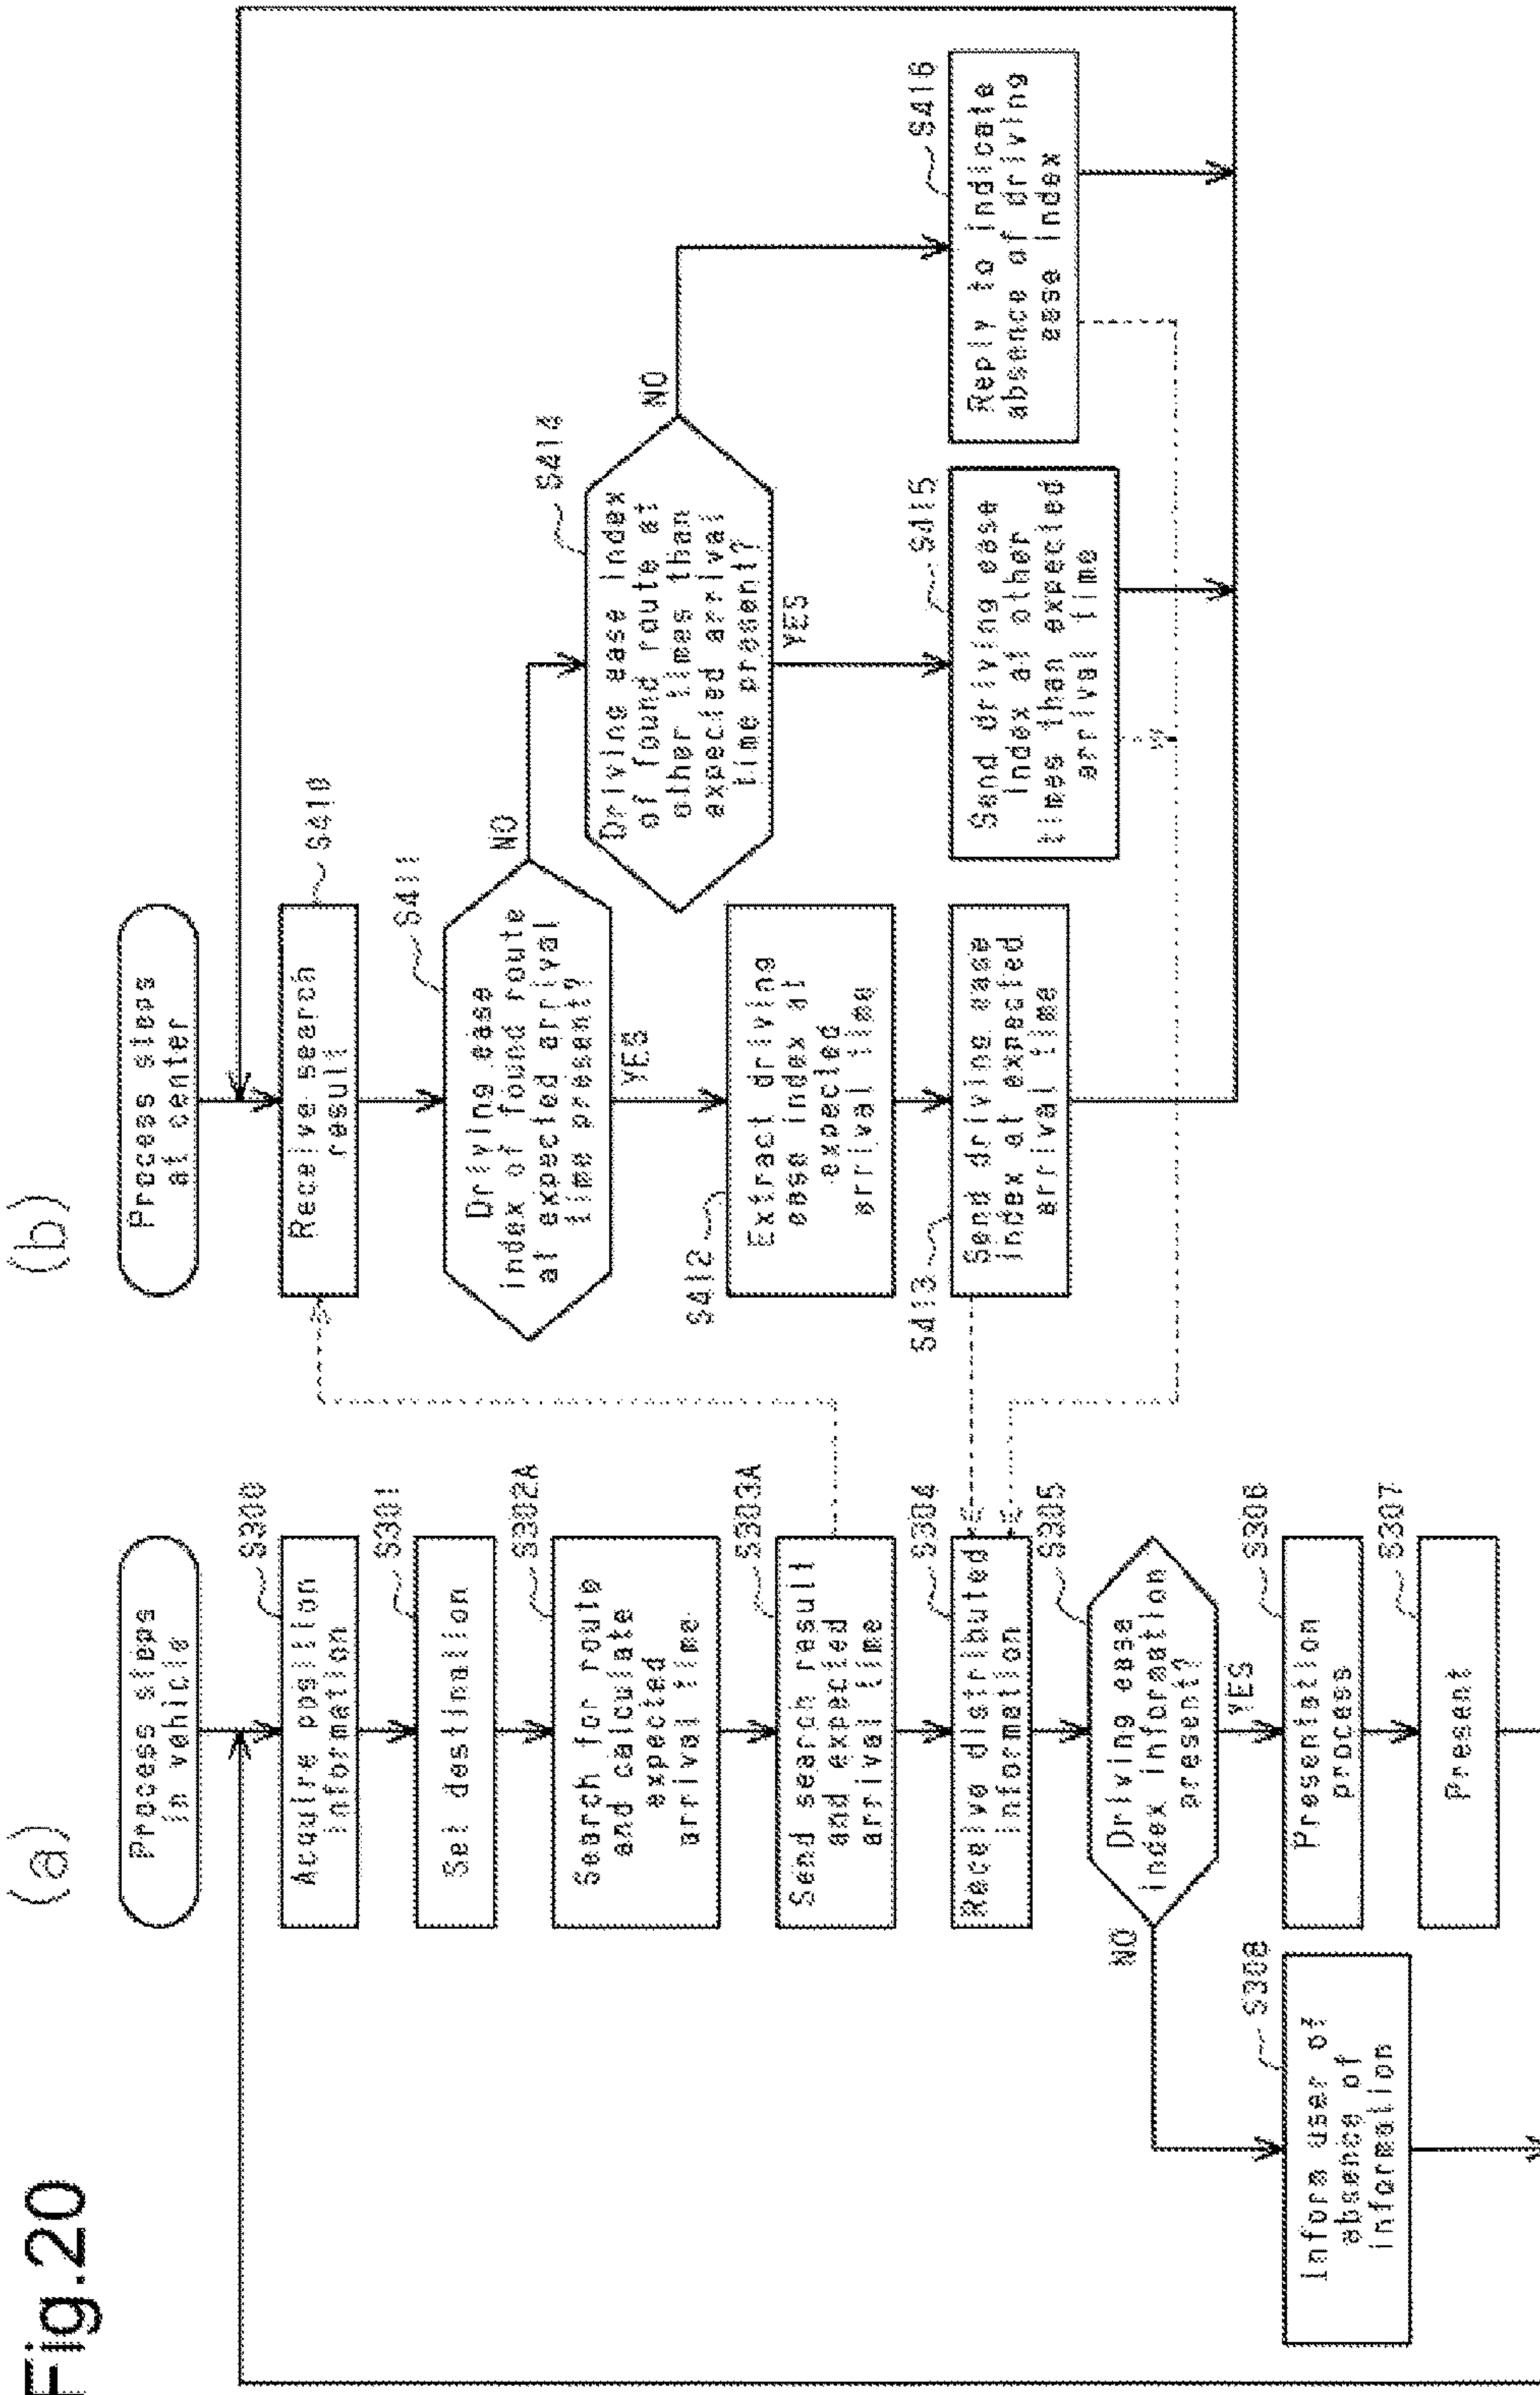 Fig.20
(a)
Process steps
in vehicle
S300
Acquire position
information
S301
Set destination
S302A
Search for route
and calculate
expected
arrival time
S303A
Send search result
and expected
arrival time
S304
Receive distributed
information
S305
Driving ease
index information
present?
NO
YES
S306
Presentation
process
S307
Present
S308
Inform user of
absence of
information
(b)
Process steps
at center
S410
Receive search
result
S411
Driving ease
index of found route
at expected arrival
time present?
NO
YES
S412
Extract driving
ease index at
expected
arrival time
S413
Send driving ease
index at expected
arrival time
S414
Driving ease index
of found route at
other times than
expected arrival
time present?
NO
YES
S415
Send driving ease
index at other
times than expected
arrival time
S416
Reply to indicate
absence of driving
ease index